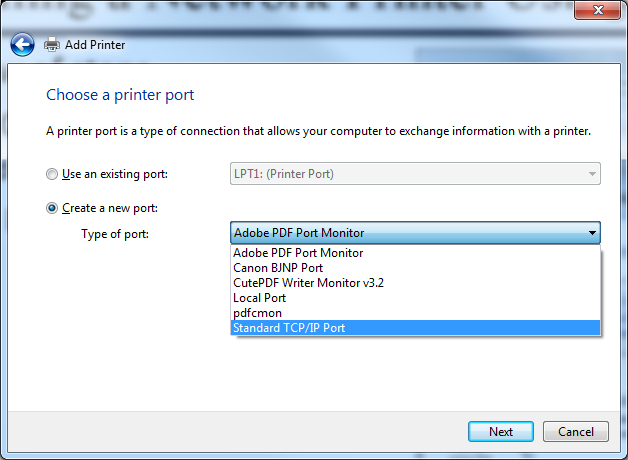 Add Printer
Choose a printer port
A printer port is a type of connection that allows your computer to exchange information with a printer.
Use an existing port:
LPT1: (Printer Port)
Create a new port:
Type of port:
Adobe PDF Port Monitor
Adobe PDF Port Monitor
Canon BJNP Port
CutePDF Writer Monitor v3.2
Local Port
pdfcmon
Standard TCP/IP Port
Next
Cancel